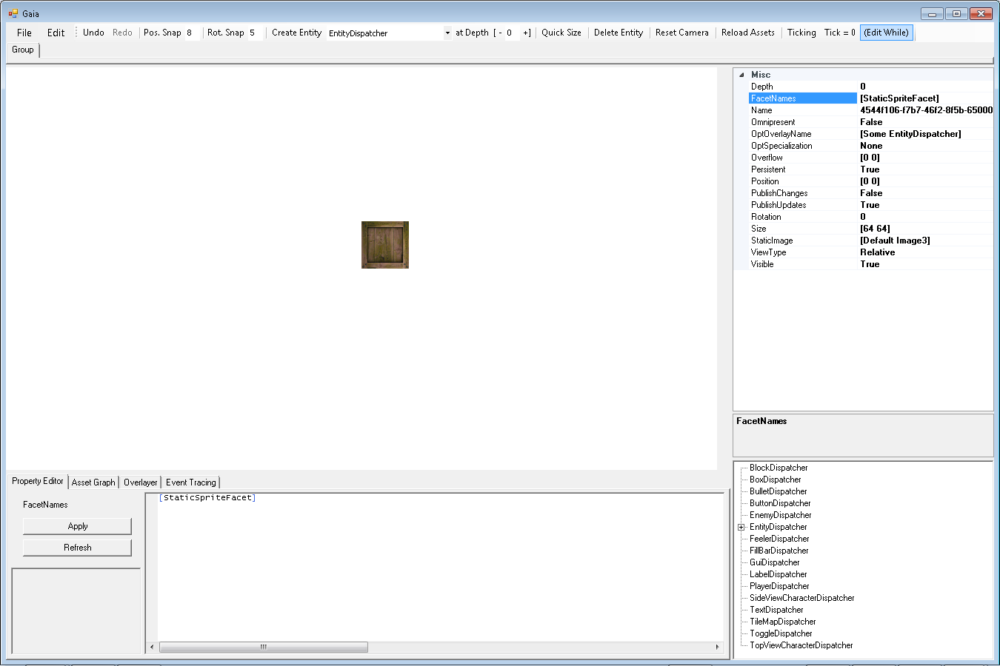 Gaia
File Edit Undo Redo Pos. Snap 8 Rot. Snap 5 Create Entity EntityDispatcher at Depth [ - 0 +] Quick Size Delete Entity Reset Camera Reload Assets Ticking Tick = 0 (Edit While)
Group
Misc
Depth 0
FacetNames [StaticSpriteFacet]
Name 4544f106-f7b7-46f2-8f5b-65000
Omnipresent False
OptOverlayName [Some EntityDispatcher]
OptSpecialization None
Overflow [0 0]
Persistent True
Position [0 0]
PublishChanges False
PublishUpdates True
Rotation 0
Size [64 64]
StaticImage [Default Image3]
ViewType Relative
Visible True
FacetNames
Property Editor Asset Graph Overlayer Event Tracing
FacetNames
Apply
Refresh
[StaticSpriteFacet]
BlockDispatcher
BoxDispatcher
BulletDispatcher
ButtonDispatcher
EnemyDispatcher
EntityDispatcher
FeelerDispatcher
FillBarDispatcher
GuiDispatcher
LabelDispatcher
PlayerDispatcher
SideViewCharacterDispatcher
TextDispatcher
TileMapDispatcher
ToggleDispatcher
TopViewCharacterDispatcher